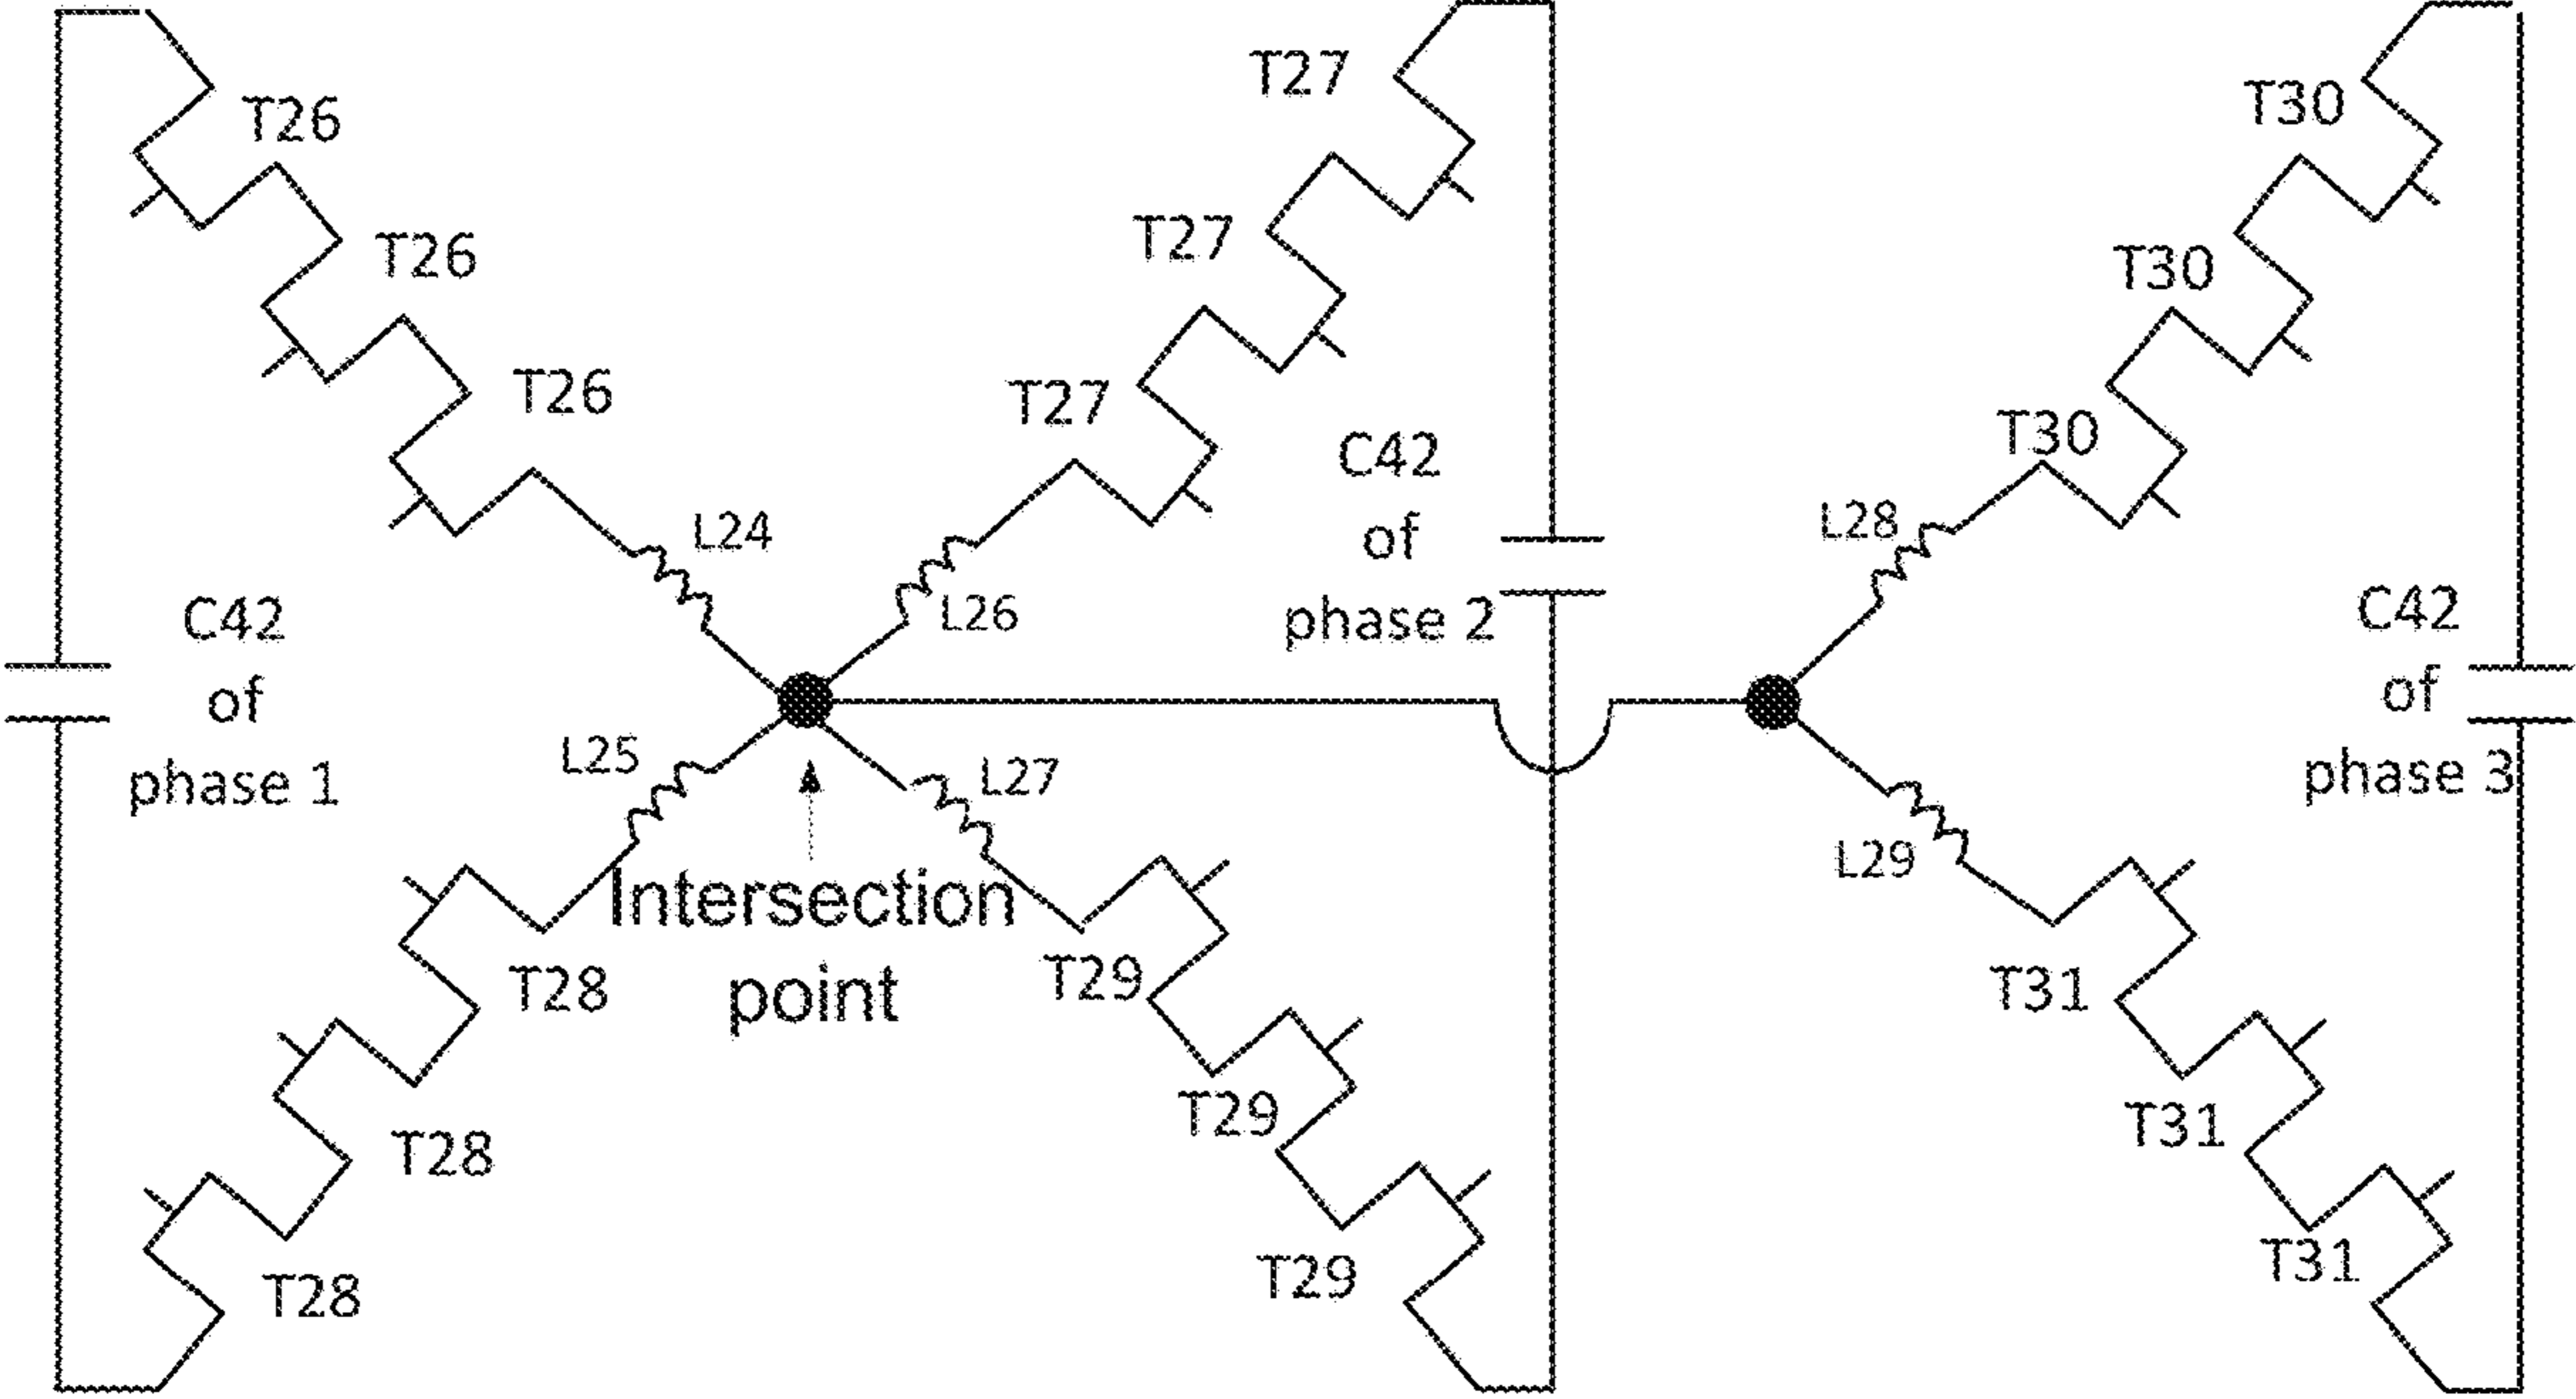 T27
T30
T26
T27
T30
T26
T26
T27
C42
of
phase 2
T30
L24
L28
L26
C42
of
phase 1
C42
of
phase 3
L25
L27
L29
Intersection
point
T28
T29
T31
T28
T29
T31
T28
T29
T31